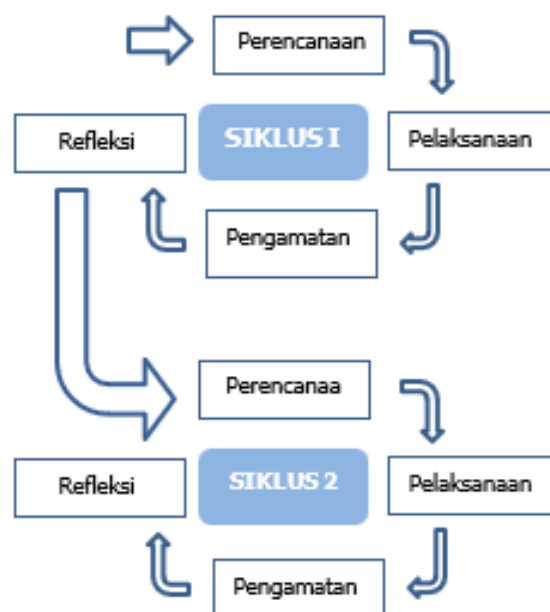 Perencanaan
Refleksi
SIKLUS I
Pelaksanaan
Pengamatan
Perencanaa
Refleksi
SIKLUS 2
Pelaksanaan
Pengamatan